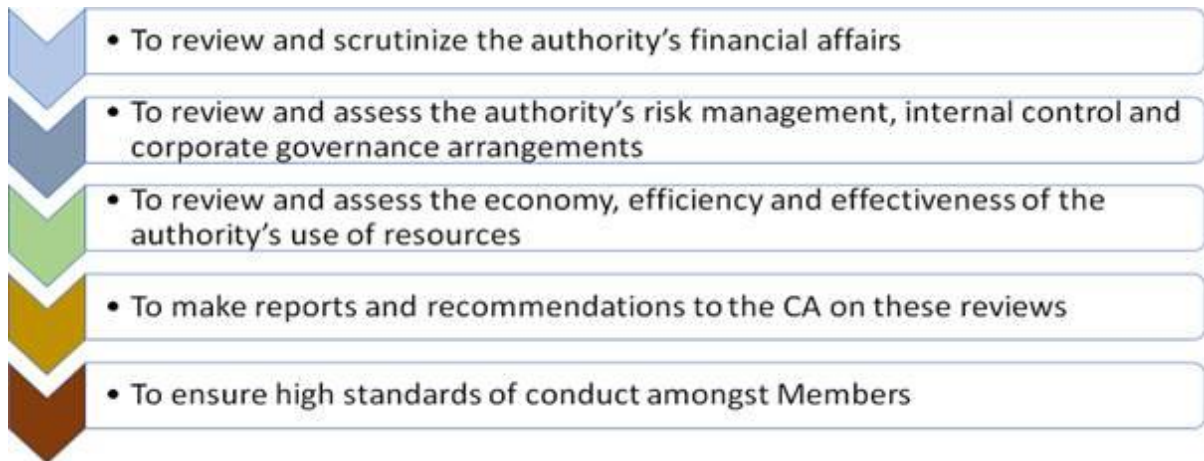 • To review and scrutinize the authority’s financial affairs
• To review and assess the authority’s risk management, internal control and
corporate governance arrangements
• To review and assess the economy, efficiency and effectiveness of the
authority’s use of resources
• To make reports and recommendations to the CA on these reviews
• To ensure high standards of conduct amongst Members